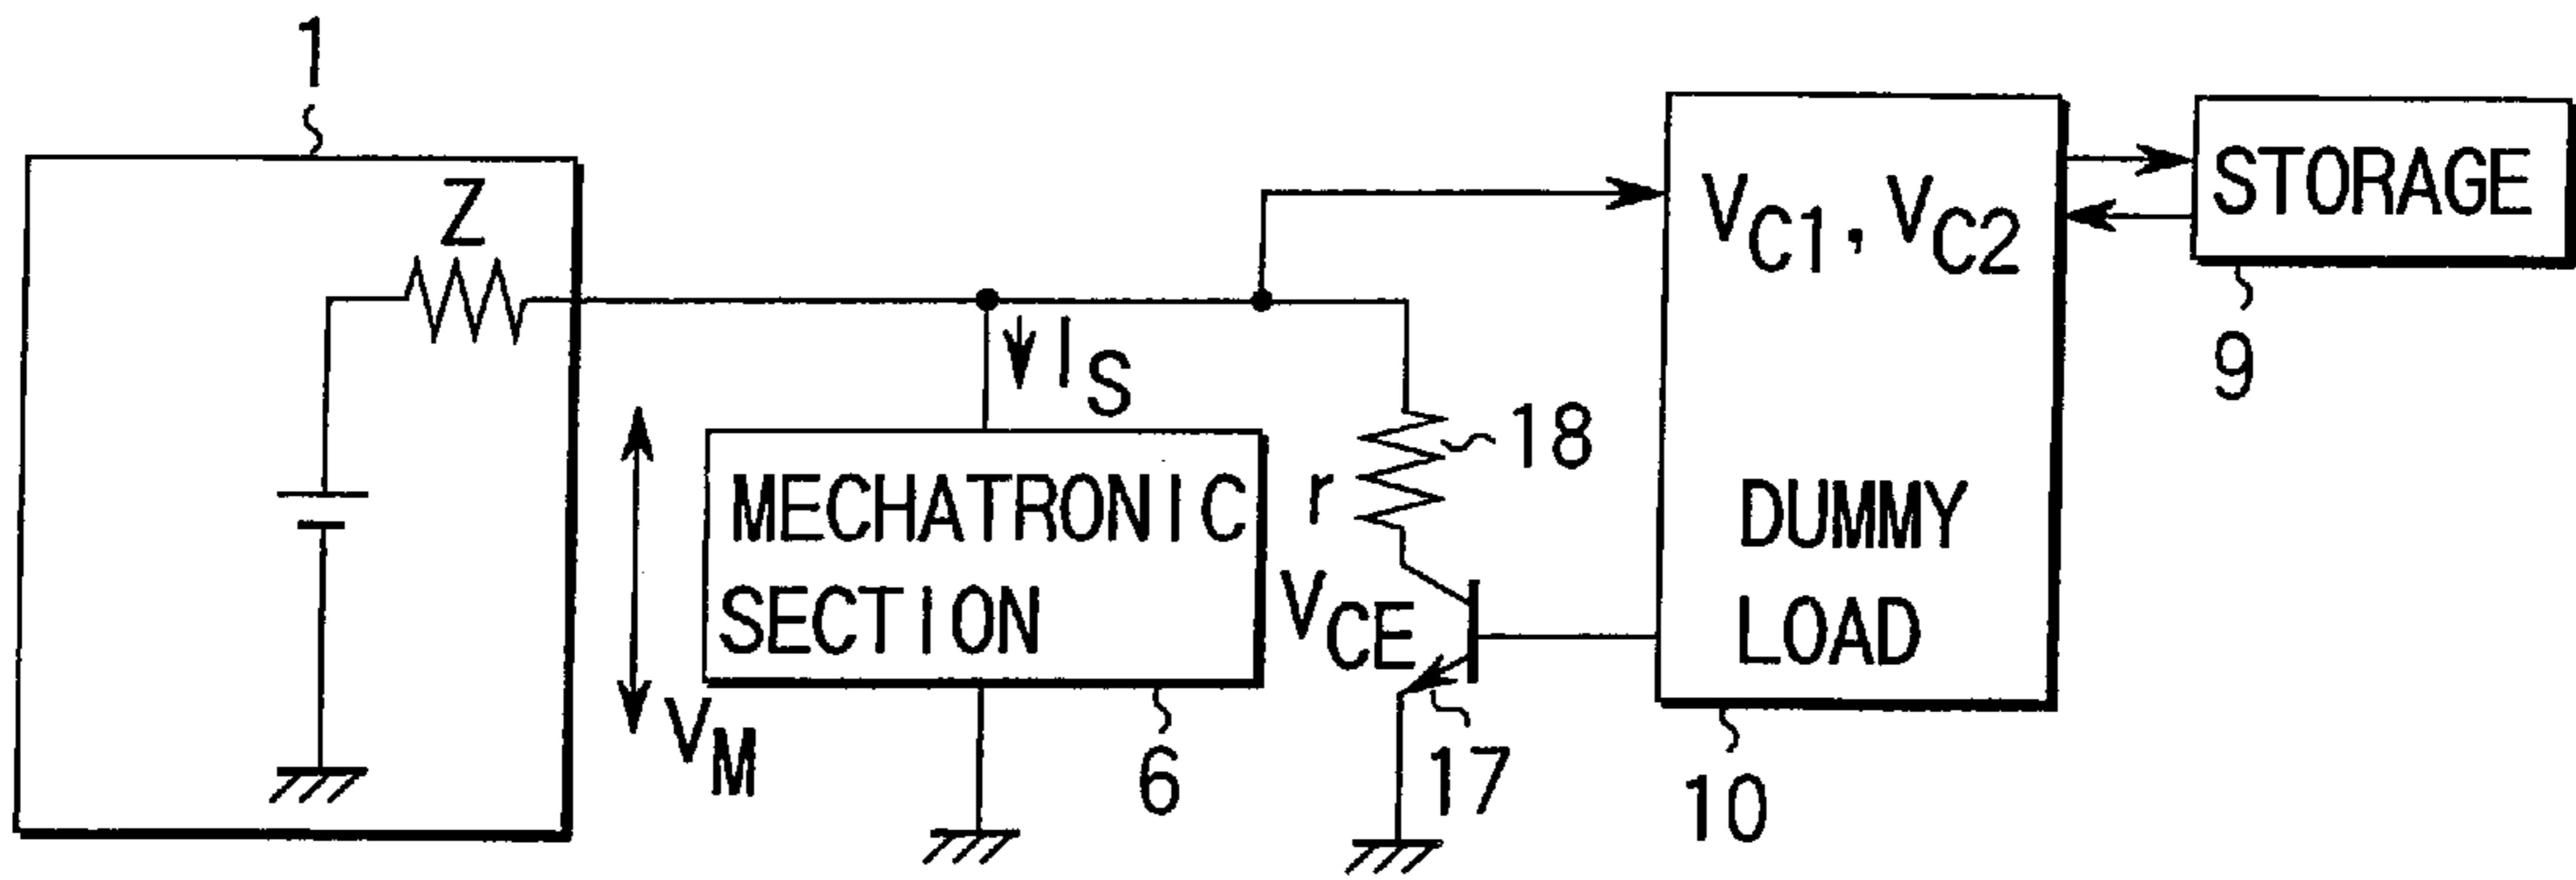 1
Z
V_C1, V_C2
STORAGE
9
I_S
18
MECHATRONIC
SECTION
r
DUMMY
LOAD
V_CE
V_M
6
17
10